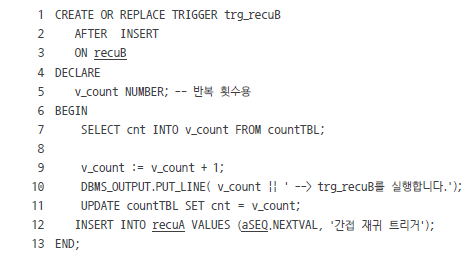 1 CREATE OR REPLACE TRIGGER trg_recuB
2 AFTER INSERT
3 ON recuB
4 DECLARE
5 v_count NUMBER; -- 반복 횟수용
6 BEGIN
7 SELECT cnt INTO v_count FROM countTBL;
8
9 v_count := v_count + 1;
10 DBMS_OUTPUT.PUT_LINE( v_count || ' --> trg_recuB를 실행합니다.');
11 UPDATE countTBL SET cnt = v_count;
12 INSERT INTO recuA VALUES (aSEQ.NEXTVAL, '간접 재귀 트리거');
13 END;